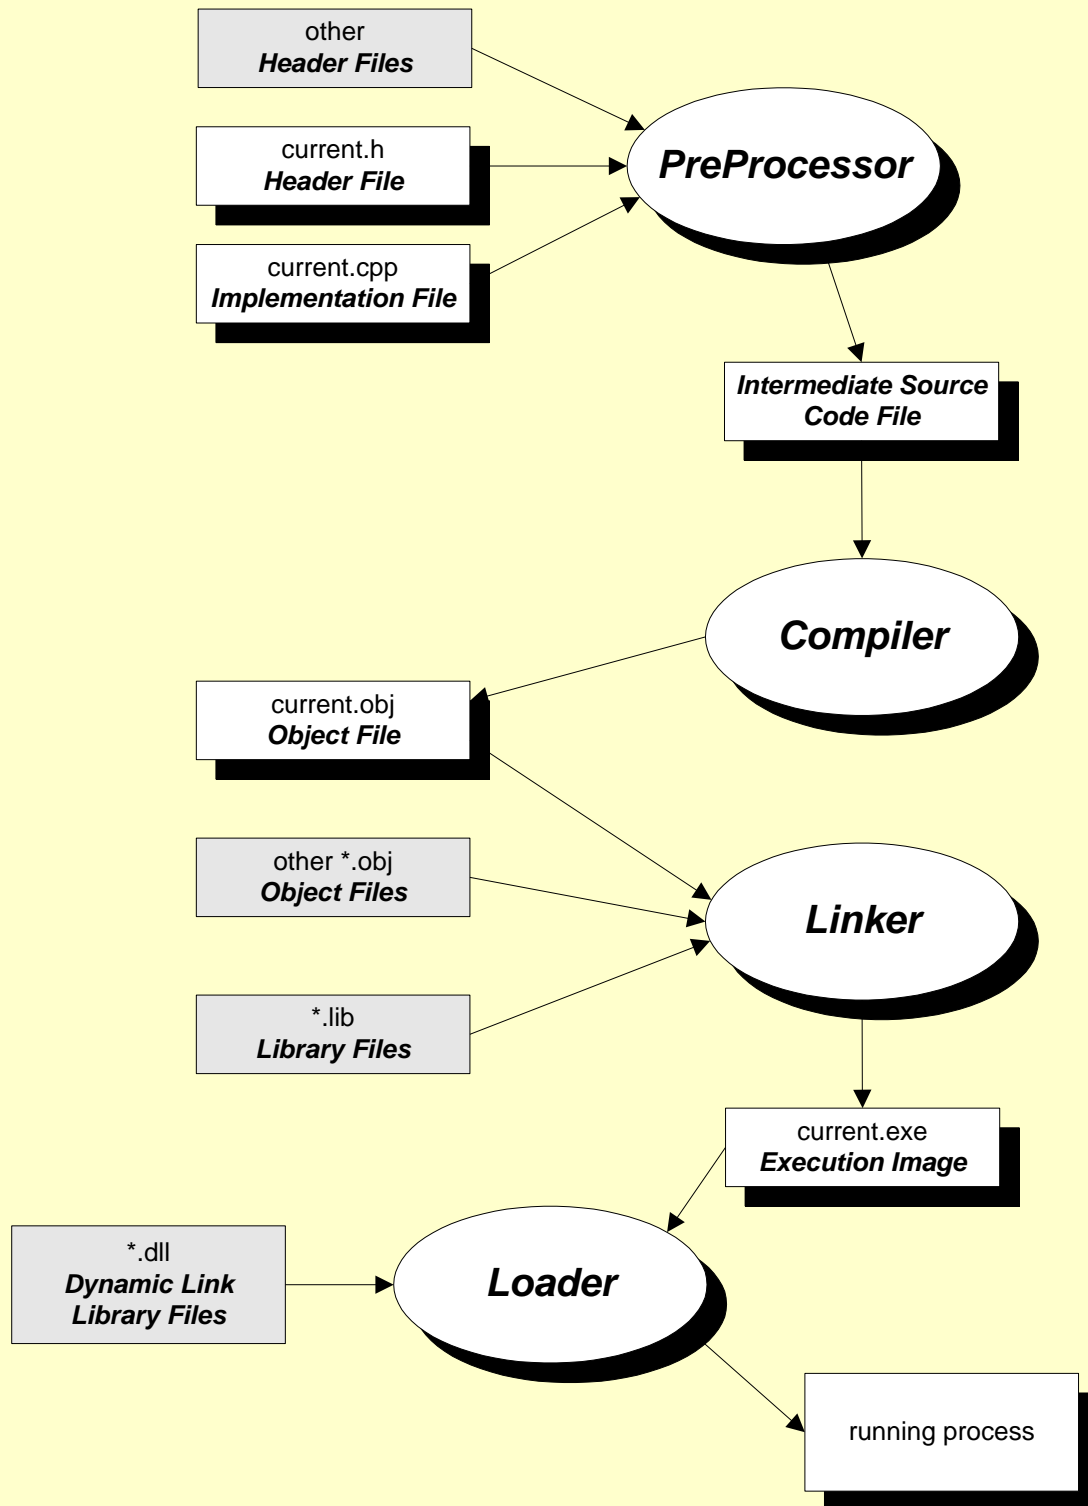 other
Header Files
current.h
Header File
current.cpp
Implementation File
PreProcessor
Intermediate Source
Code File
Compiler
current.obj
Object File
other *.obj
Object Files
*.lib
Library Files
Linker
current.exe
Execution Image
*.dll
Dynamic Link
Library Files
Loader
running process